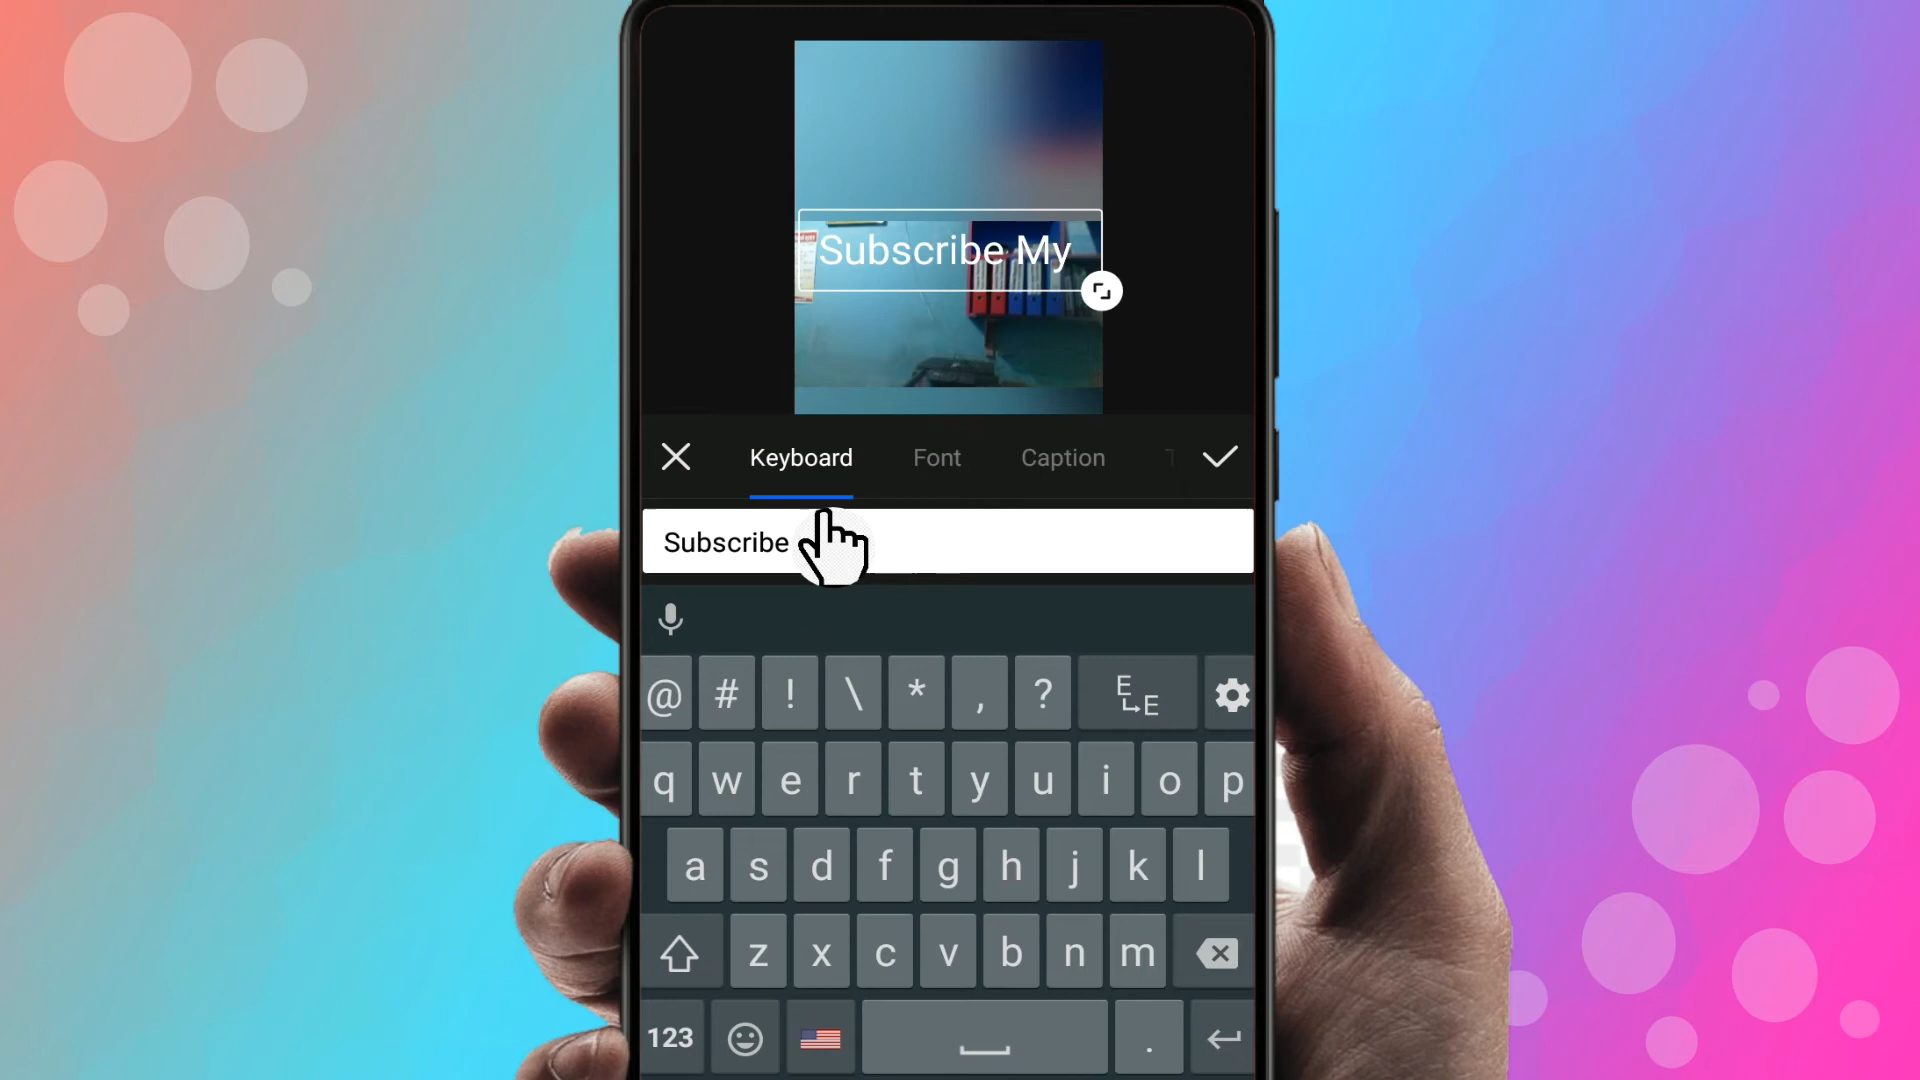 Subscribe My
Keyboard Font Caption
Subscribe
@ # ! \ * , ?
E E
q w e r t y u i o p
a s d f g h j k l
z x c v b n m
123 .